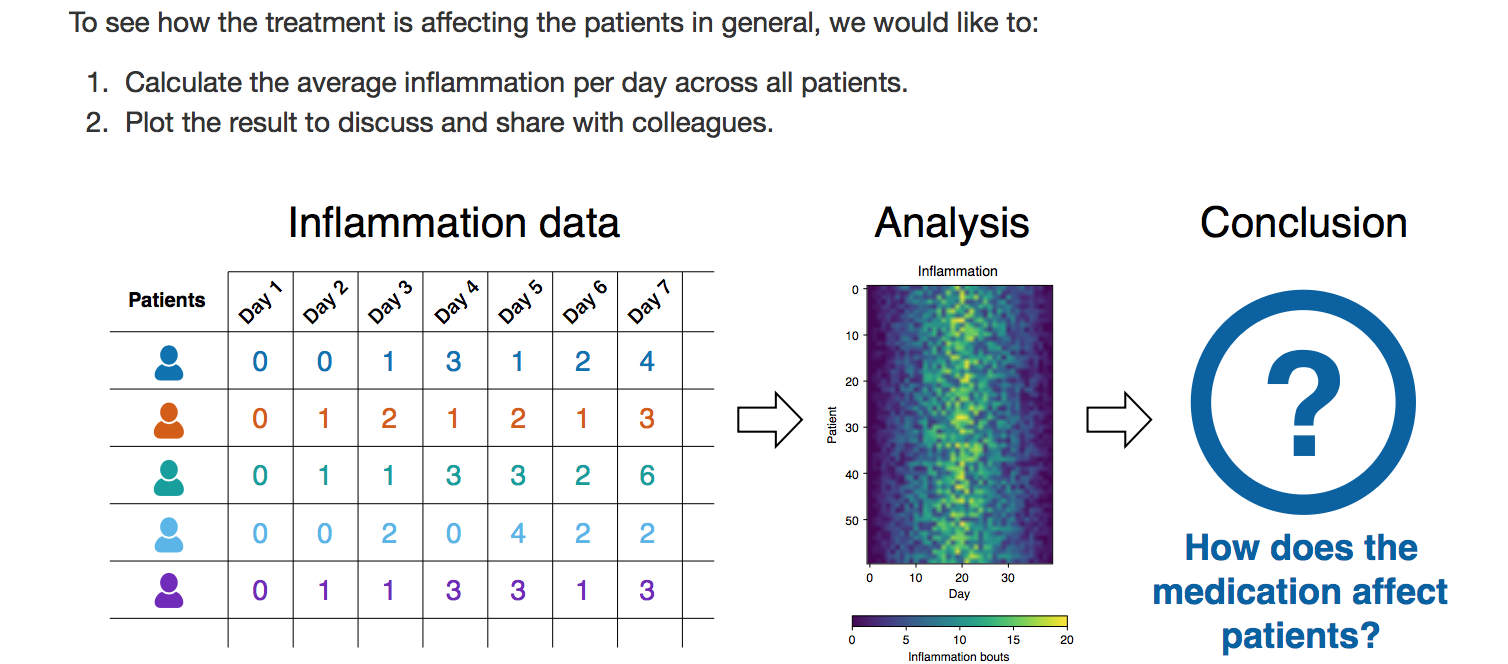 To see how the treatment is affecting the patients in general, we would like to:
1. Calculate the average inflammation per day across all patients.
2. Plot the result to discuss and share with colleagues.
Inflammation data
Patients Day 1 Day 2 Day 3 Day 4 Day 5 Day 6 Day 7
0 0 1 3 1 2 4
0 1 2 1 2 1 3
0 1 1 3 3 2 6
0 0 2 0 4 2 2
0 1 1 3 3 1 3
Analysis
Inflammation
Patient
0
10
20
30
40
50
0 10 20 30
Day
0 5 10 15 20
Inflammation bouts
Conclusion
?
How does the
medication affect
patients?